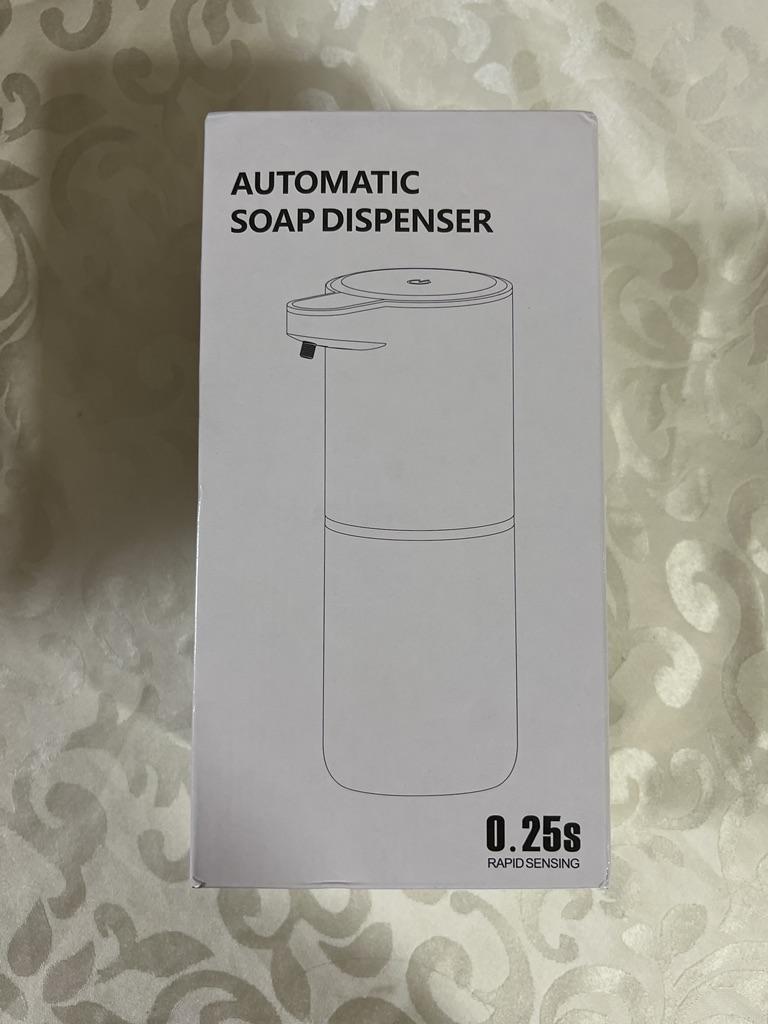 AUTOMATIC
SOAP DISPENSER
0.25s
RAPID SENSING